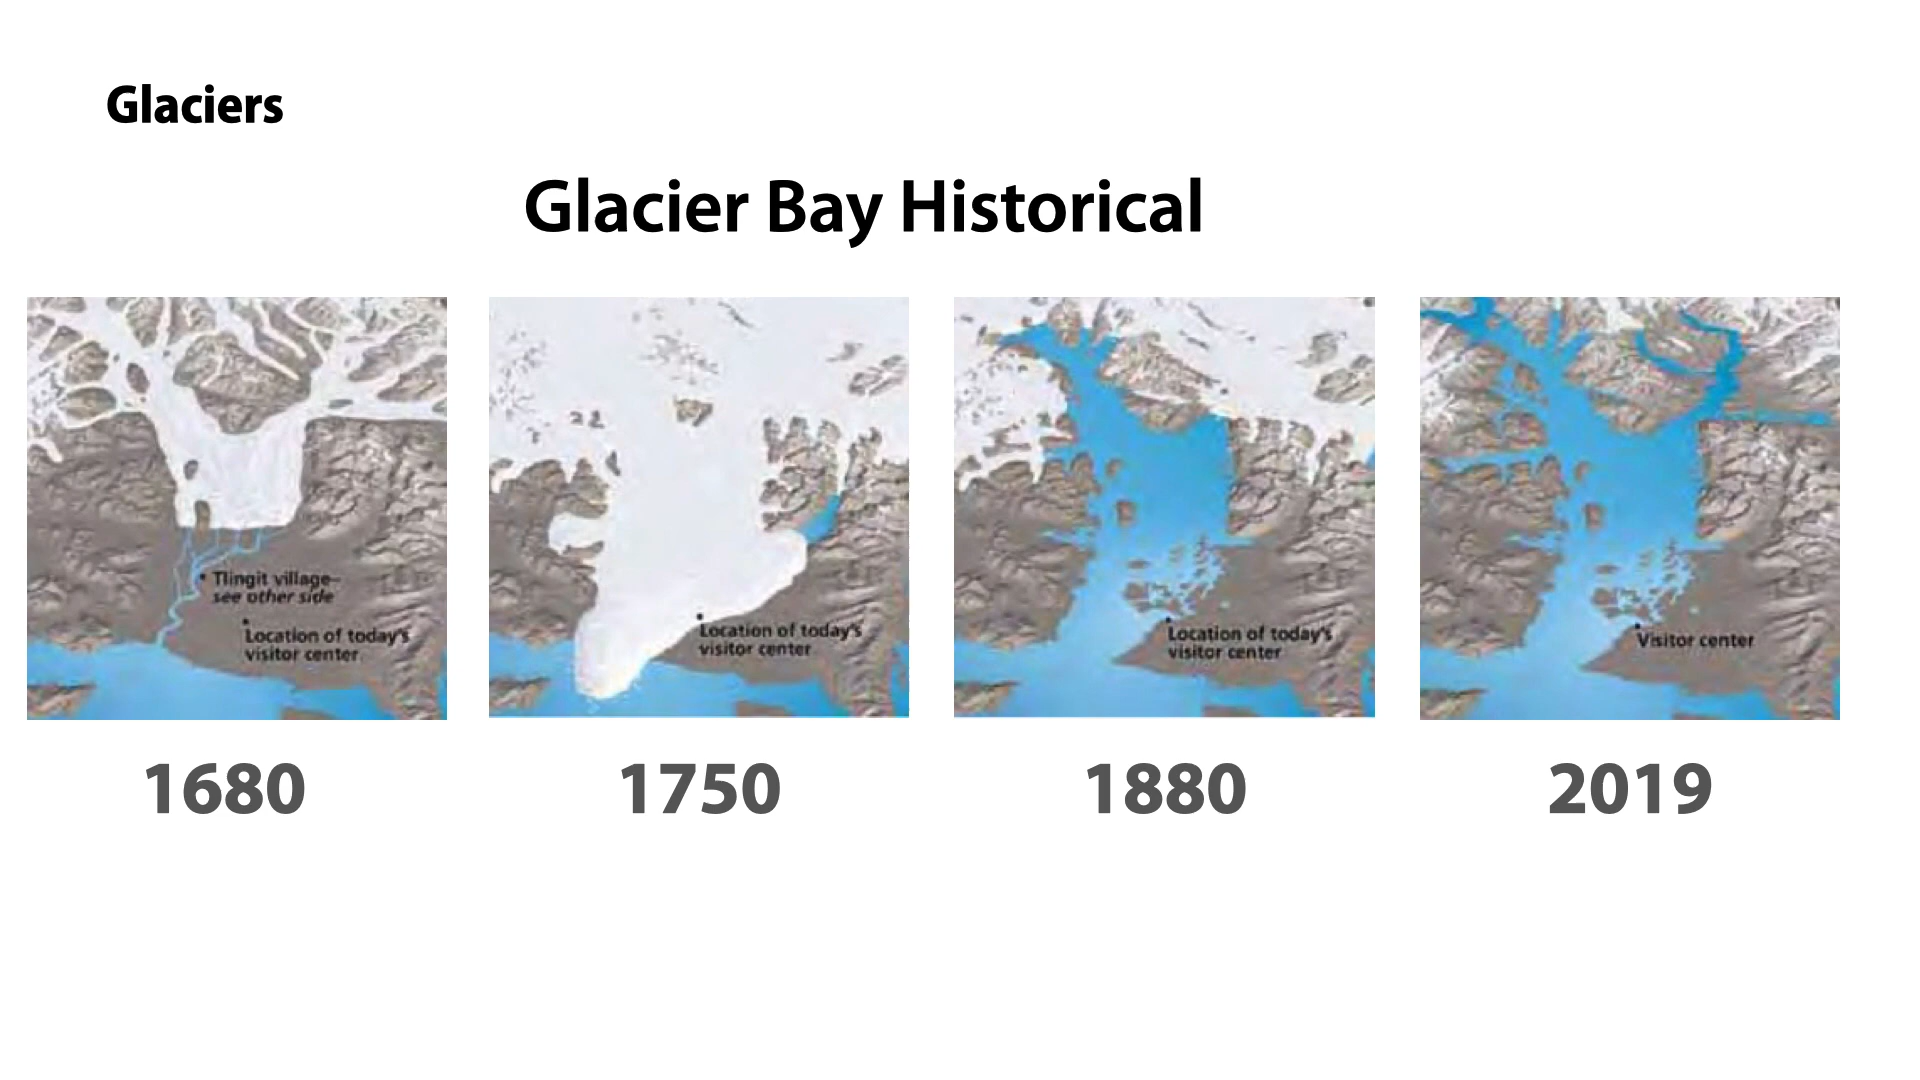 Glaciers
Glacier Bay Historical
Tlingit village–
see other side
Location of today's
visitor center
Location of today's
visitor center
Location of today's
visitor center
Visitor center
1680
1750
1880
2019